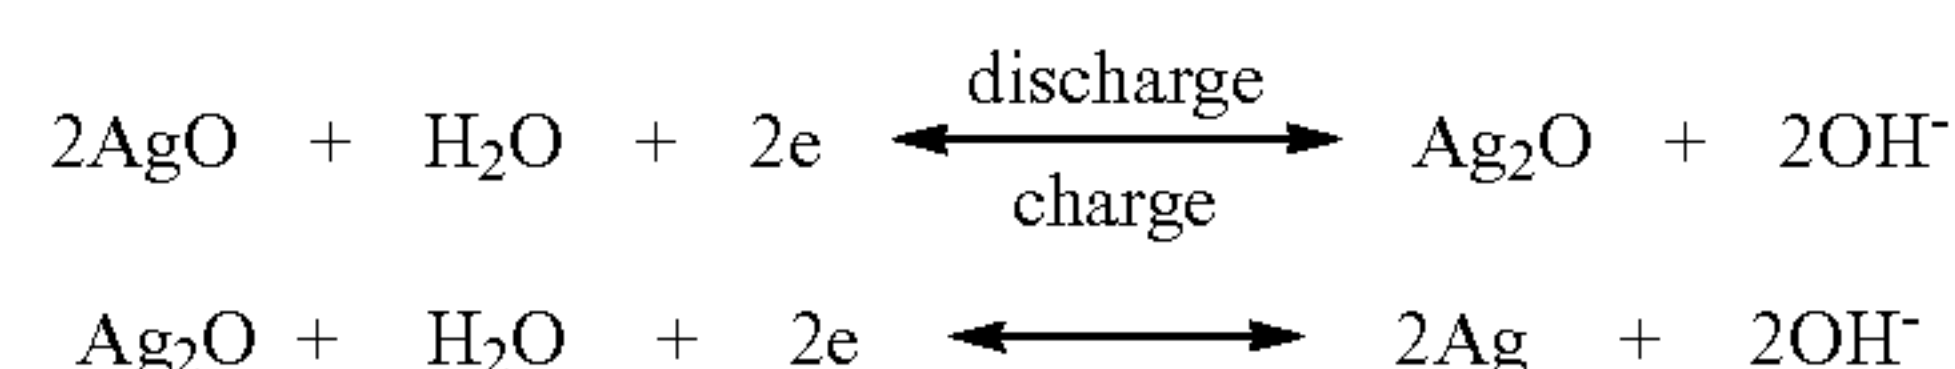 2AgO + H₂O + 2e ⟷ Ag₂O + 2OH⁻
discharge
charge
Ag₂O + H₂O + 2e ⟷ 2Ag + 2OH⁻